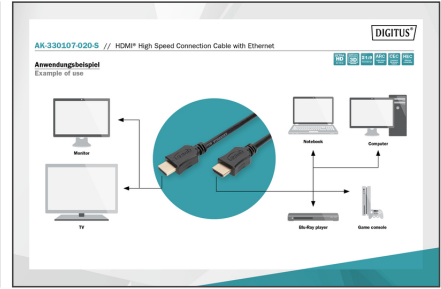 DIGITUS®
AK-330107-020-S // HDMI® High Speed Connection Cable with Ethernet
Anwendungsbeispiel
Example of use
Monitor
TV
Notebook
Computer
Blu-Ray player
Game console